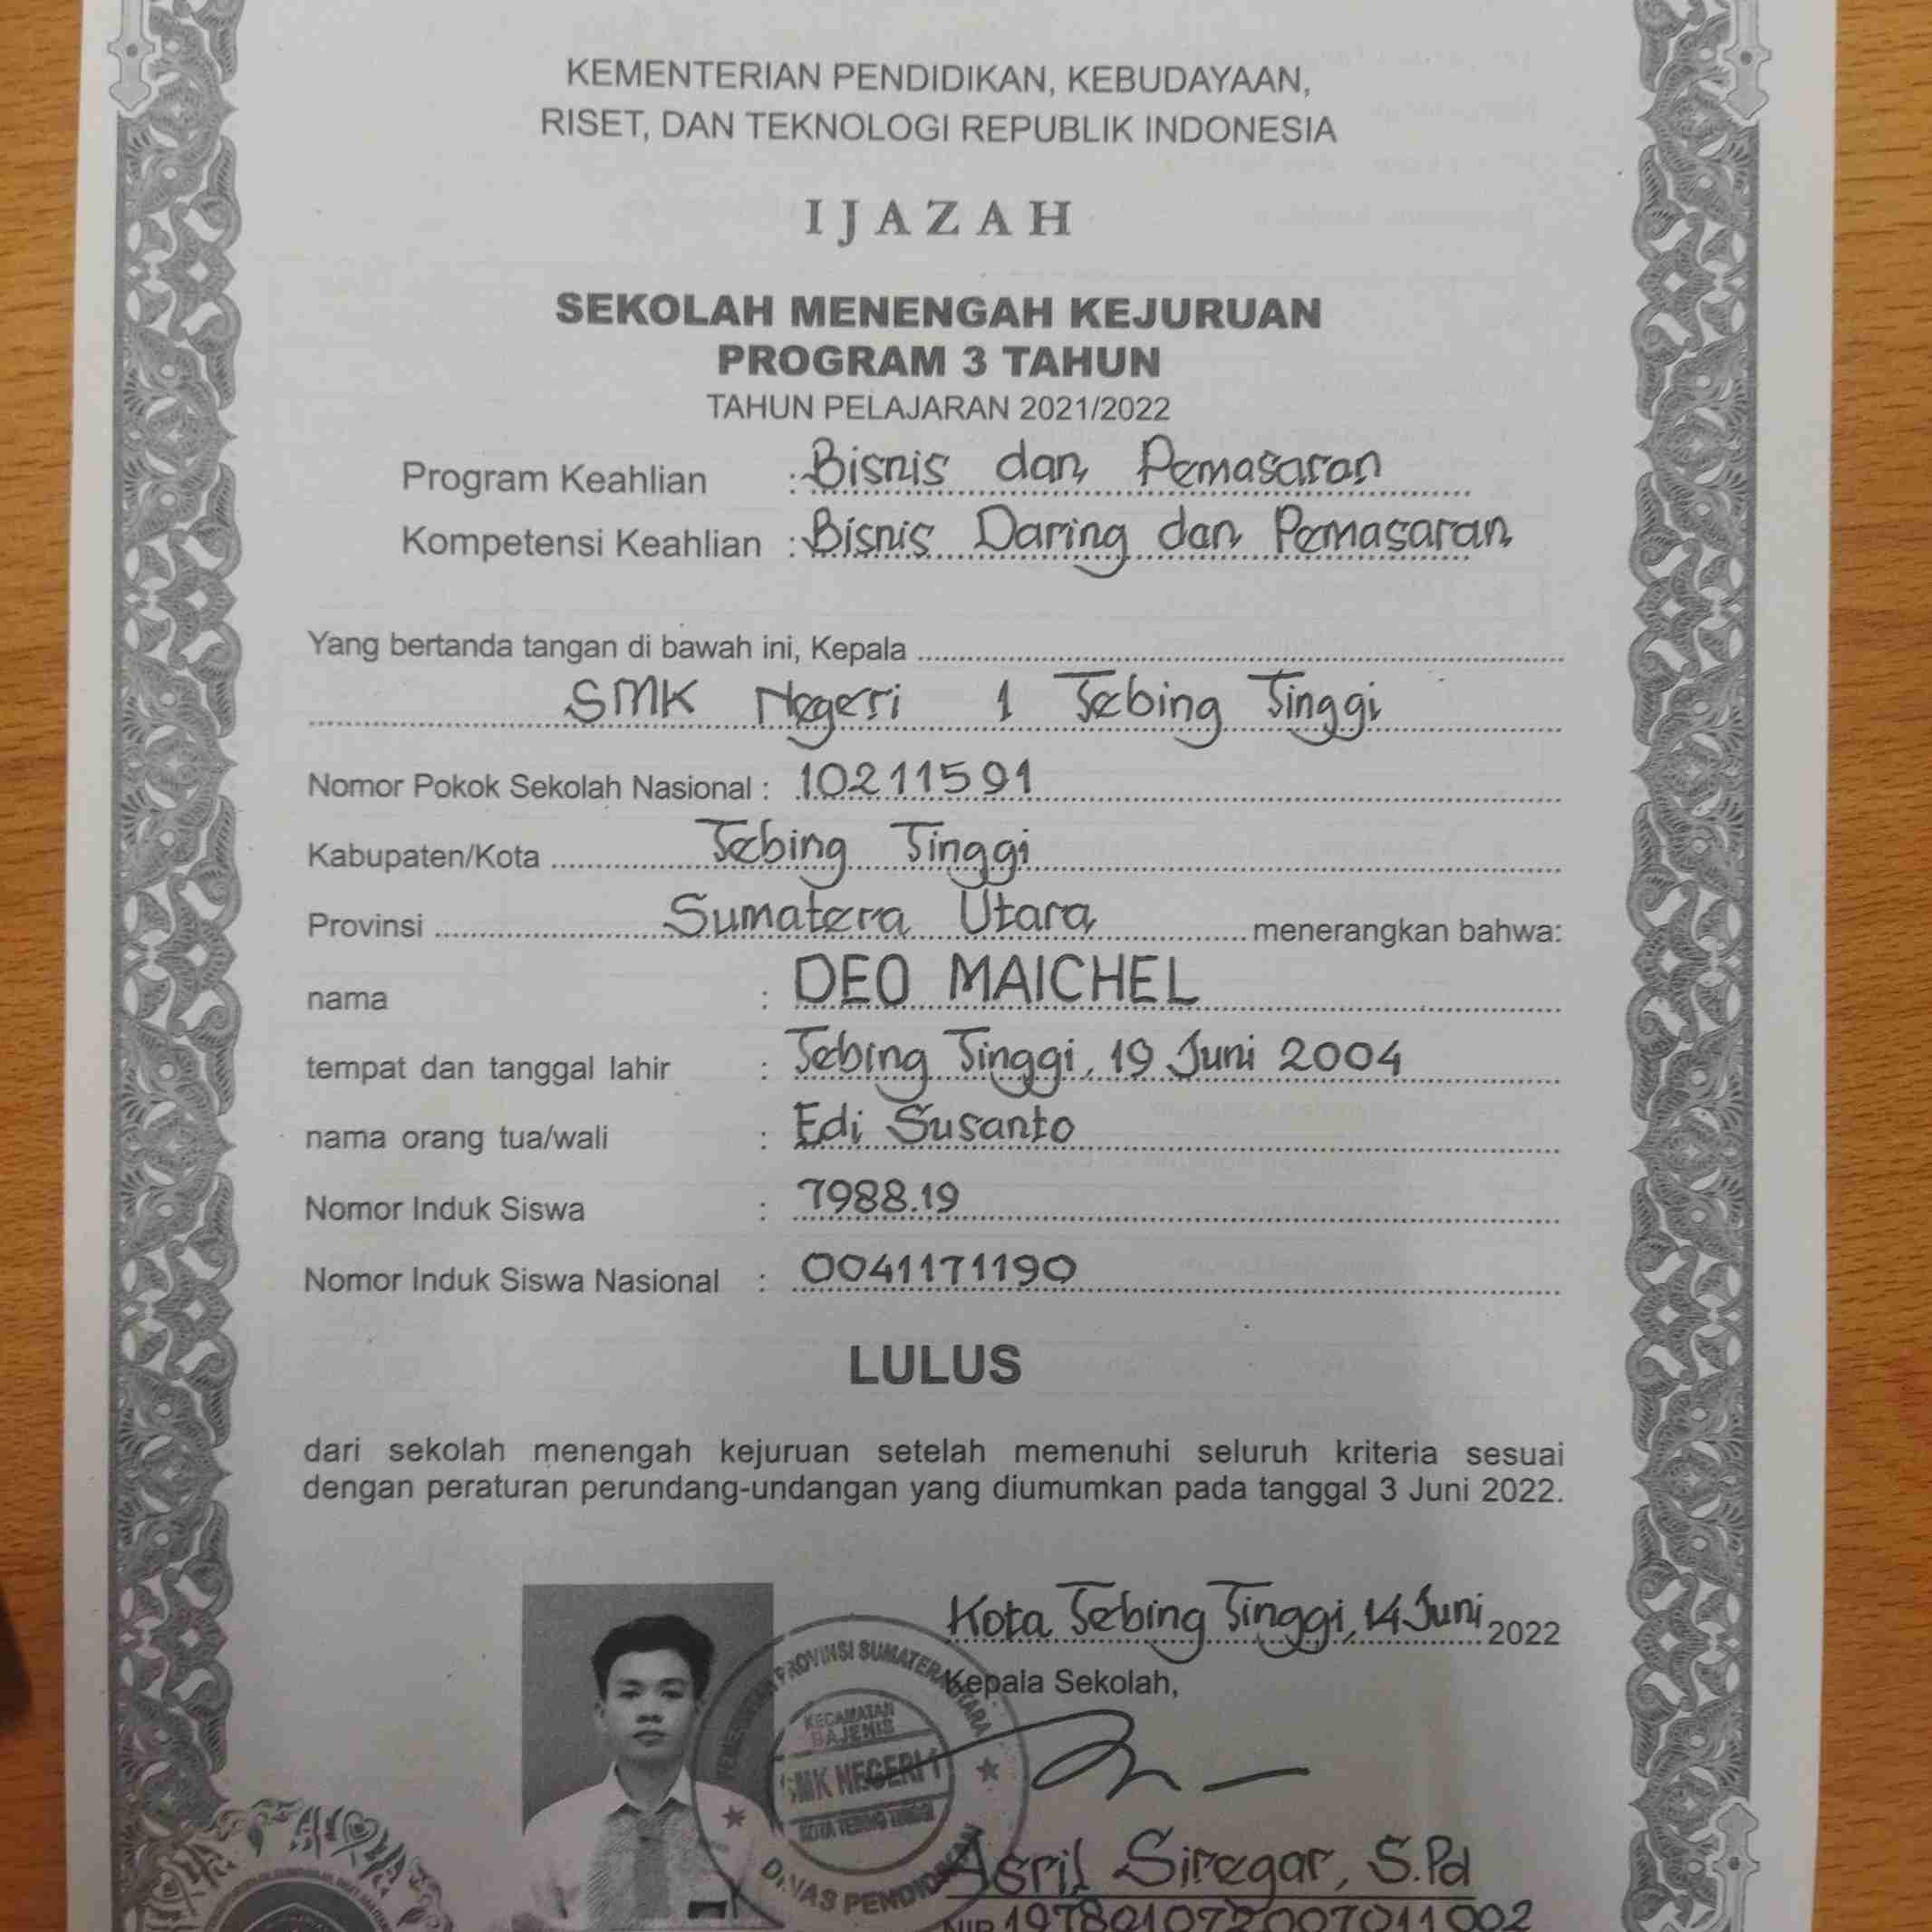 KEMENTERIAN PENDIDIKAN, KEBUDAYAAN,
RISET, DAN TEKNOLOGI REPUBLIK INDONESIA
IJAZAH
SEKOLAH MENENGAH KEJURUAN
PROGRAM 3 TAHUN
TAHUN PELAJARAN 2021/2022
Program Keahlian : Bisnis dan Pemasaran
Kompetensi Keahlian : Bisnis Daring dan Pemasaran
Yang bertanda tangan di bawah ini, Kepala
SMK Negeri 1 Tebing Tinggi
Nomor Pokok Sekolah Nasional : 10211591
Kabupaten/Kota Tebing Tinggi
Provinsi Sumatera Utara menerangkan bahwa:
nama : DEO MAICHEL
tempat dan tanggal lahir : Tebing Tinggi, 19 Juni 2004
nama orang tua/wali : Edi Susanto
Nomor Induk Siswa : 7988.19
Nomor Induk Siswa Nasional : 0041171190
LULUS
dari sekolah menengah kejuruan setelah memenuhi seluruh kriteria sesuai
dengan peraturan perundang-undangan yang diumumkan pada tanggal 3 Juni 2022.
Kota Tebing Tinggi, 14 Juni 2022
Kepala Sekolah,
PROVINSI SUMATERA UTARA
KECAMATAN
BAJENIS
SMK NEGERI 1
KOTA TEBING TINGGI
DINAS PENDIDIKAN
Asril Siregar, S.Pd
NIP 197801072007011002